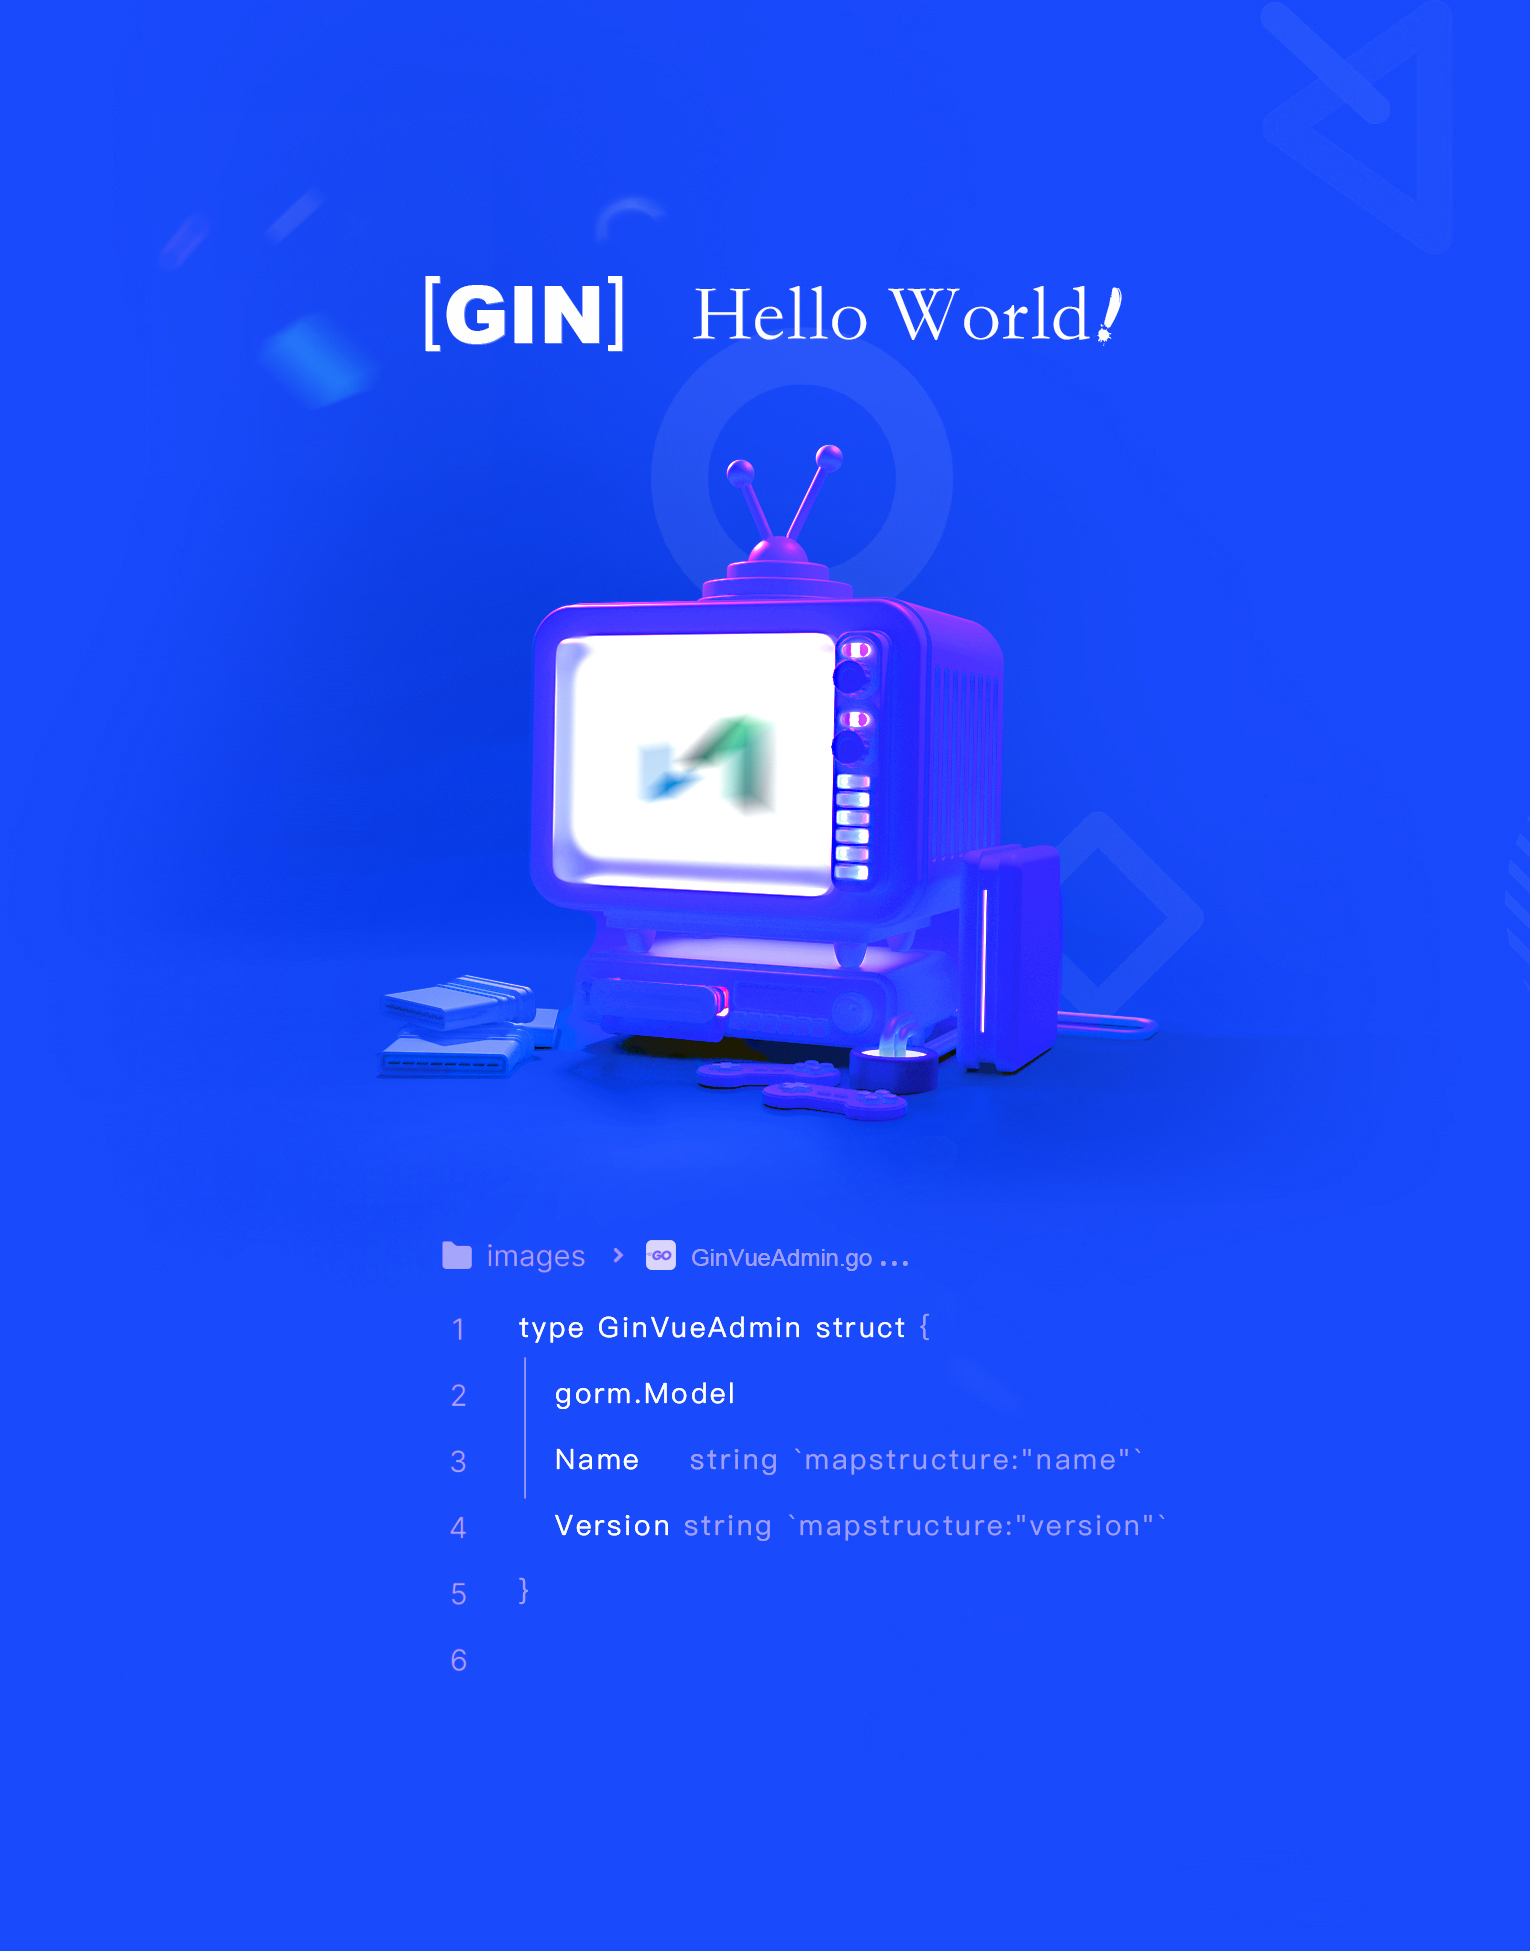 [GIN] Hello World!
images > GO GinVueAdmin.go ...
1 type GinVueAdmin struct {
2 gorm.Model
3 Name string `mapstructure:"name"`
4 Version string `mapstructure:"version"`
5 }
6